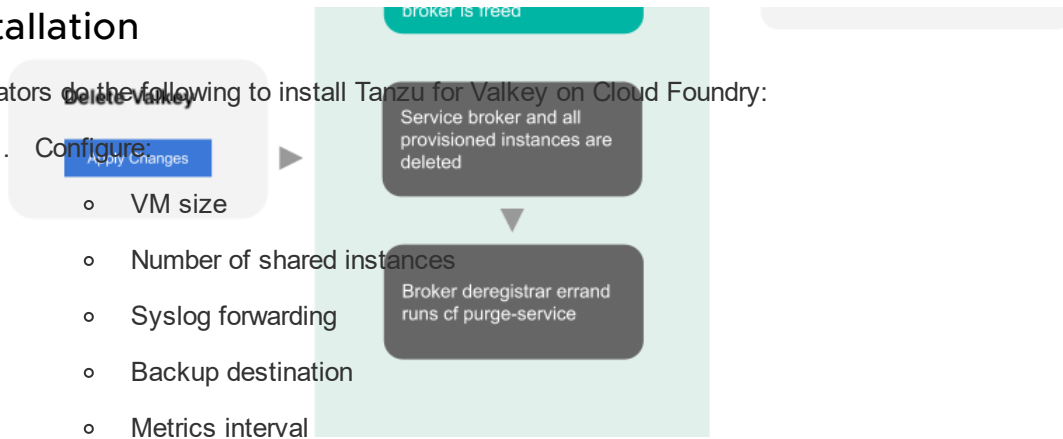 broker is freed
tallation
ators do the following to install Tanzu for Valkey on Cloud Foundry:
Delete Valkey
. Configure:
Apply Changes
Service broker and all
provisioned instances are
deleted
VM size
Number of shared instances
Broker deregistrar errand
runs cf purge-service
Syslog forwarding
Backup destination
Metrics interval